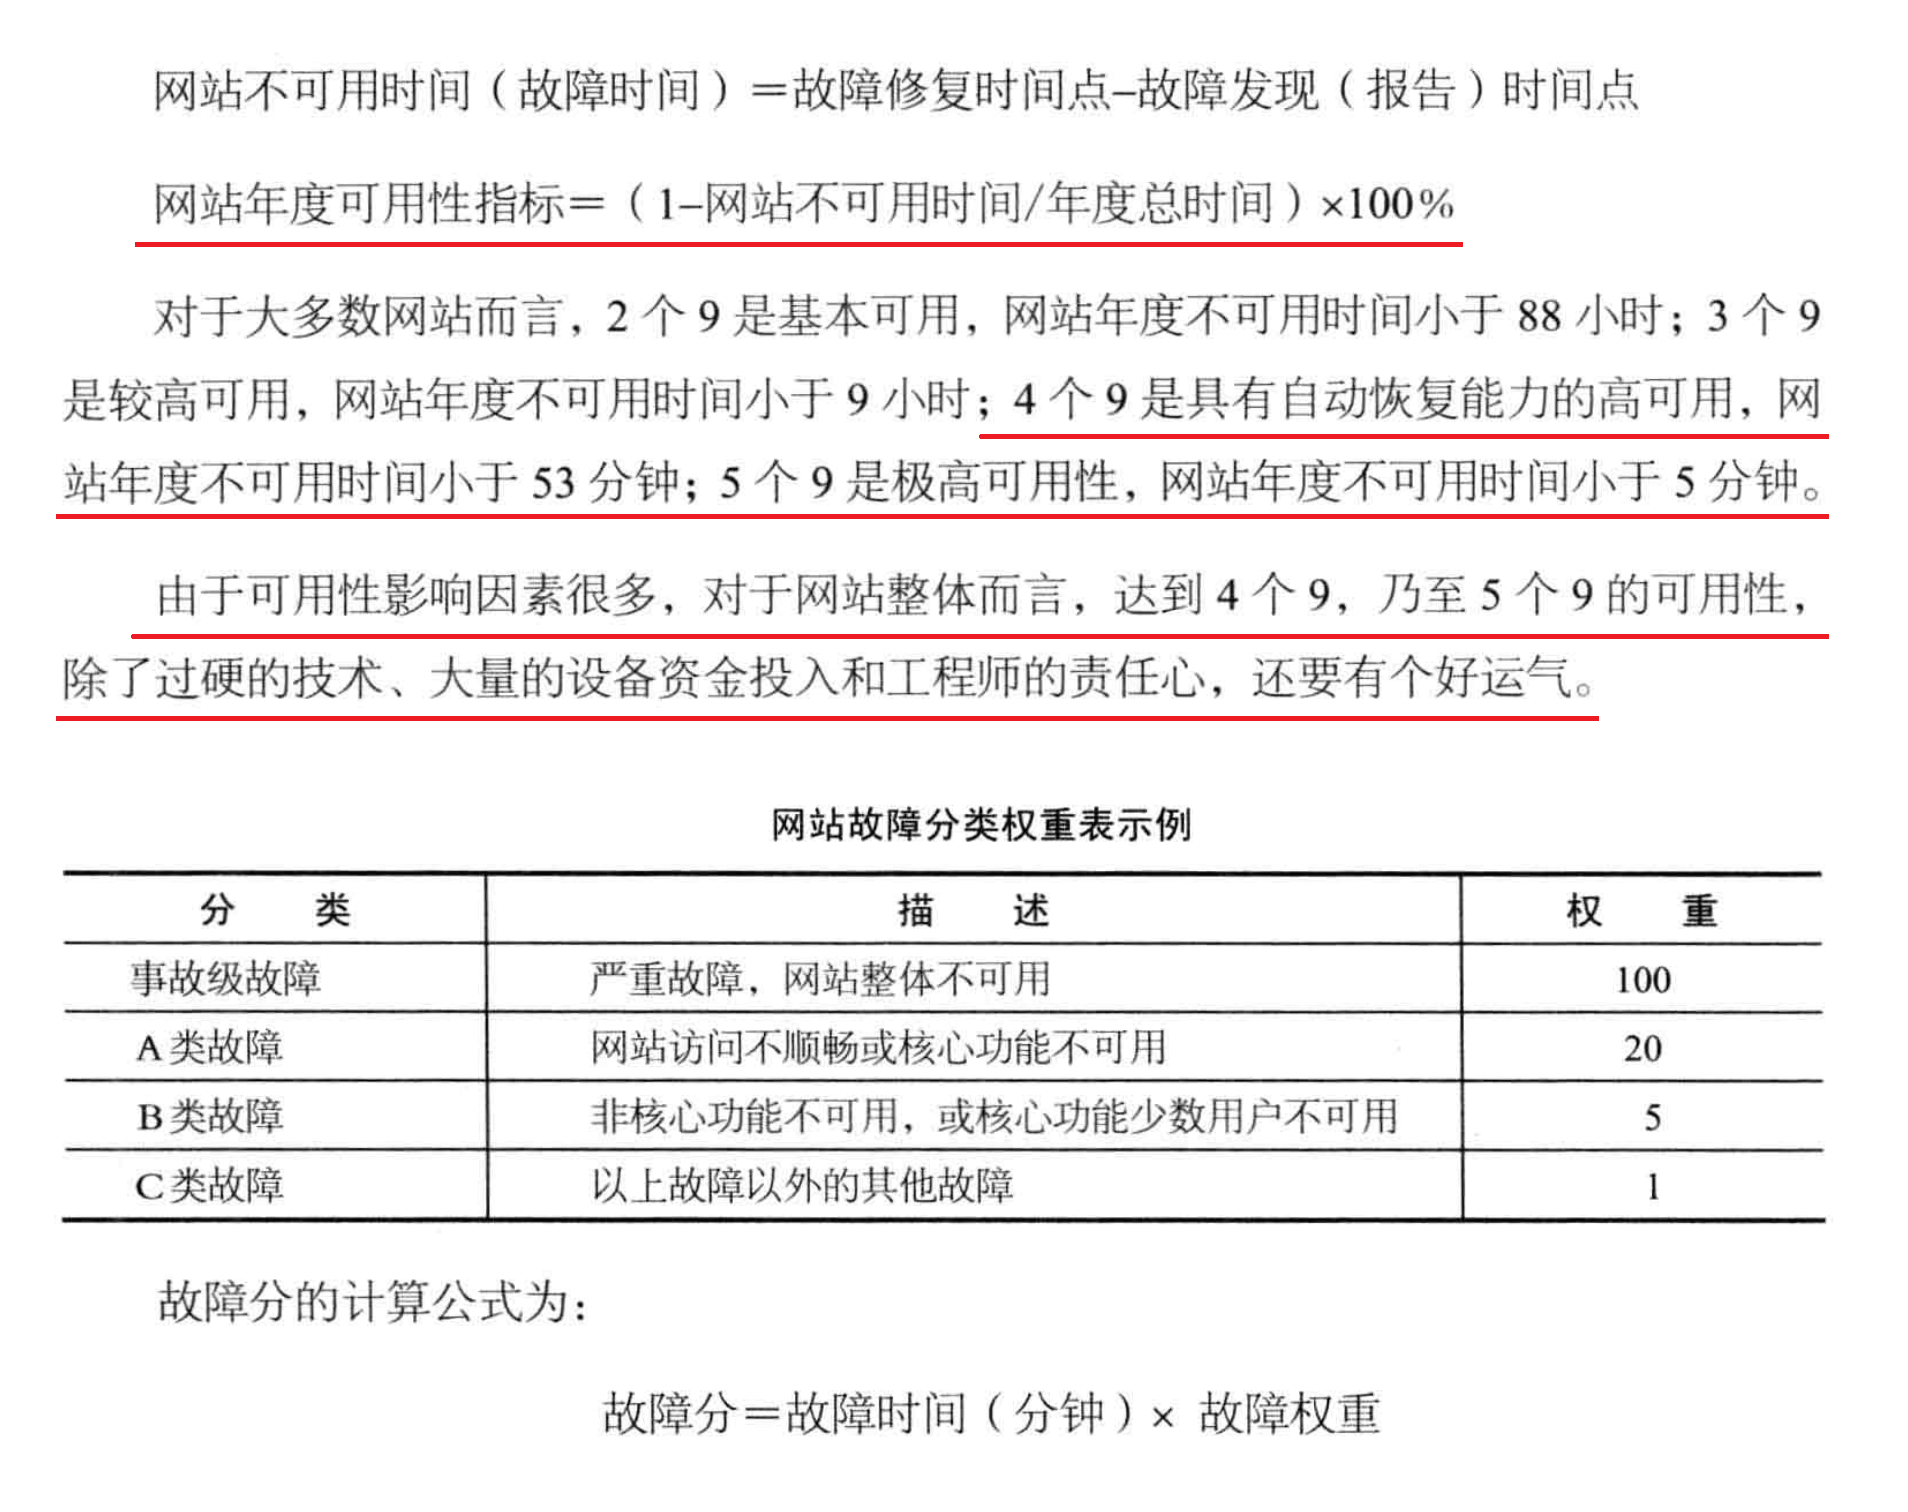 网站不可用时间（故障时间）＝故障修复时间点–故障发现（报告）时间点
网站年度可用性指标＝（1–网站不可用时间/年度总时间）×100%
对于大多数网站而言，2 个 9 是基本可用，网站年度不可用时间小于 88 小时；3 个 9
是较高可用，网站年度不可用时间小于 9 小时；4 个 9 是具有自动恢复能力的高可用，网
站年度不可用时间小于 53 分钟；5 个 9 是极高可用性，网站年度不可用时间小于 5 分钟。
由于可用性影响因素很多，对于网站整体而言，达到 4 个 9，乃至 5 个 9 的可用性，
除了过硬的技术、大量的设备资金投入和工程师的责任心，还要有个好运气。
网站故障分类权重表示例
分 类 描 述 权 重
事故级故障 严重故障，网站整体不可用 100
A 类故障 网站访问不顺畅或核心功能不可用 20
B 类故障 非核心功能不可用，或核心功能少数用户不可用 5
C 类故障 以上故障以外的其他故障 1
故障分的计算公式为：
故障分＝故障时间（分钟）× 故障权重